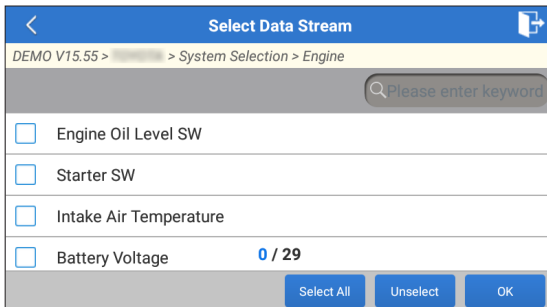 Select Data Stream
DEMO V15.55 > > System Selection > Engine
Please enter keyword
Engine Oil Level SW
Starter SW
Intake Air Temperature
Battery Voltage 0 / 29
Select All Unselect OK